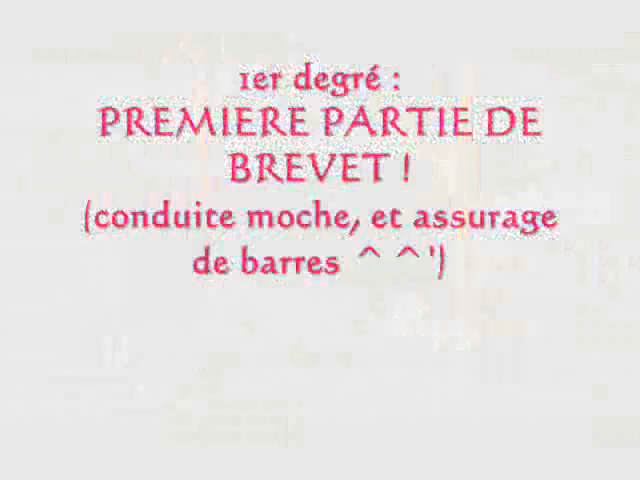 1er degré :
PREMIERE PARTIE DE
BREVET !
(conduite moche, et assurage
de barres ^ ^')